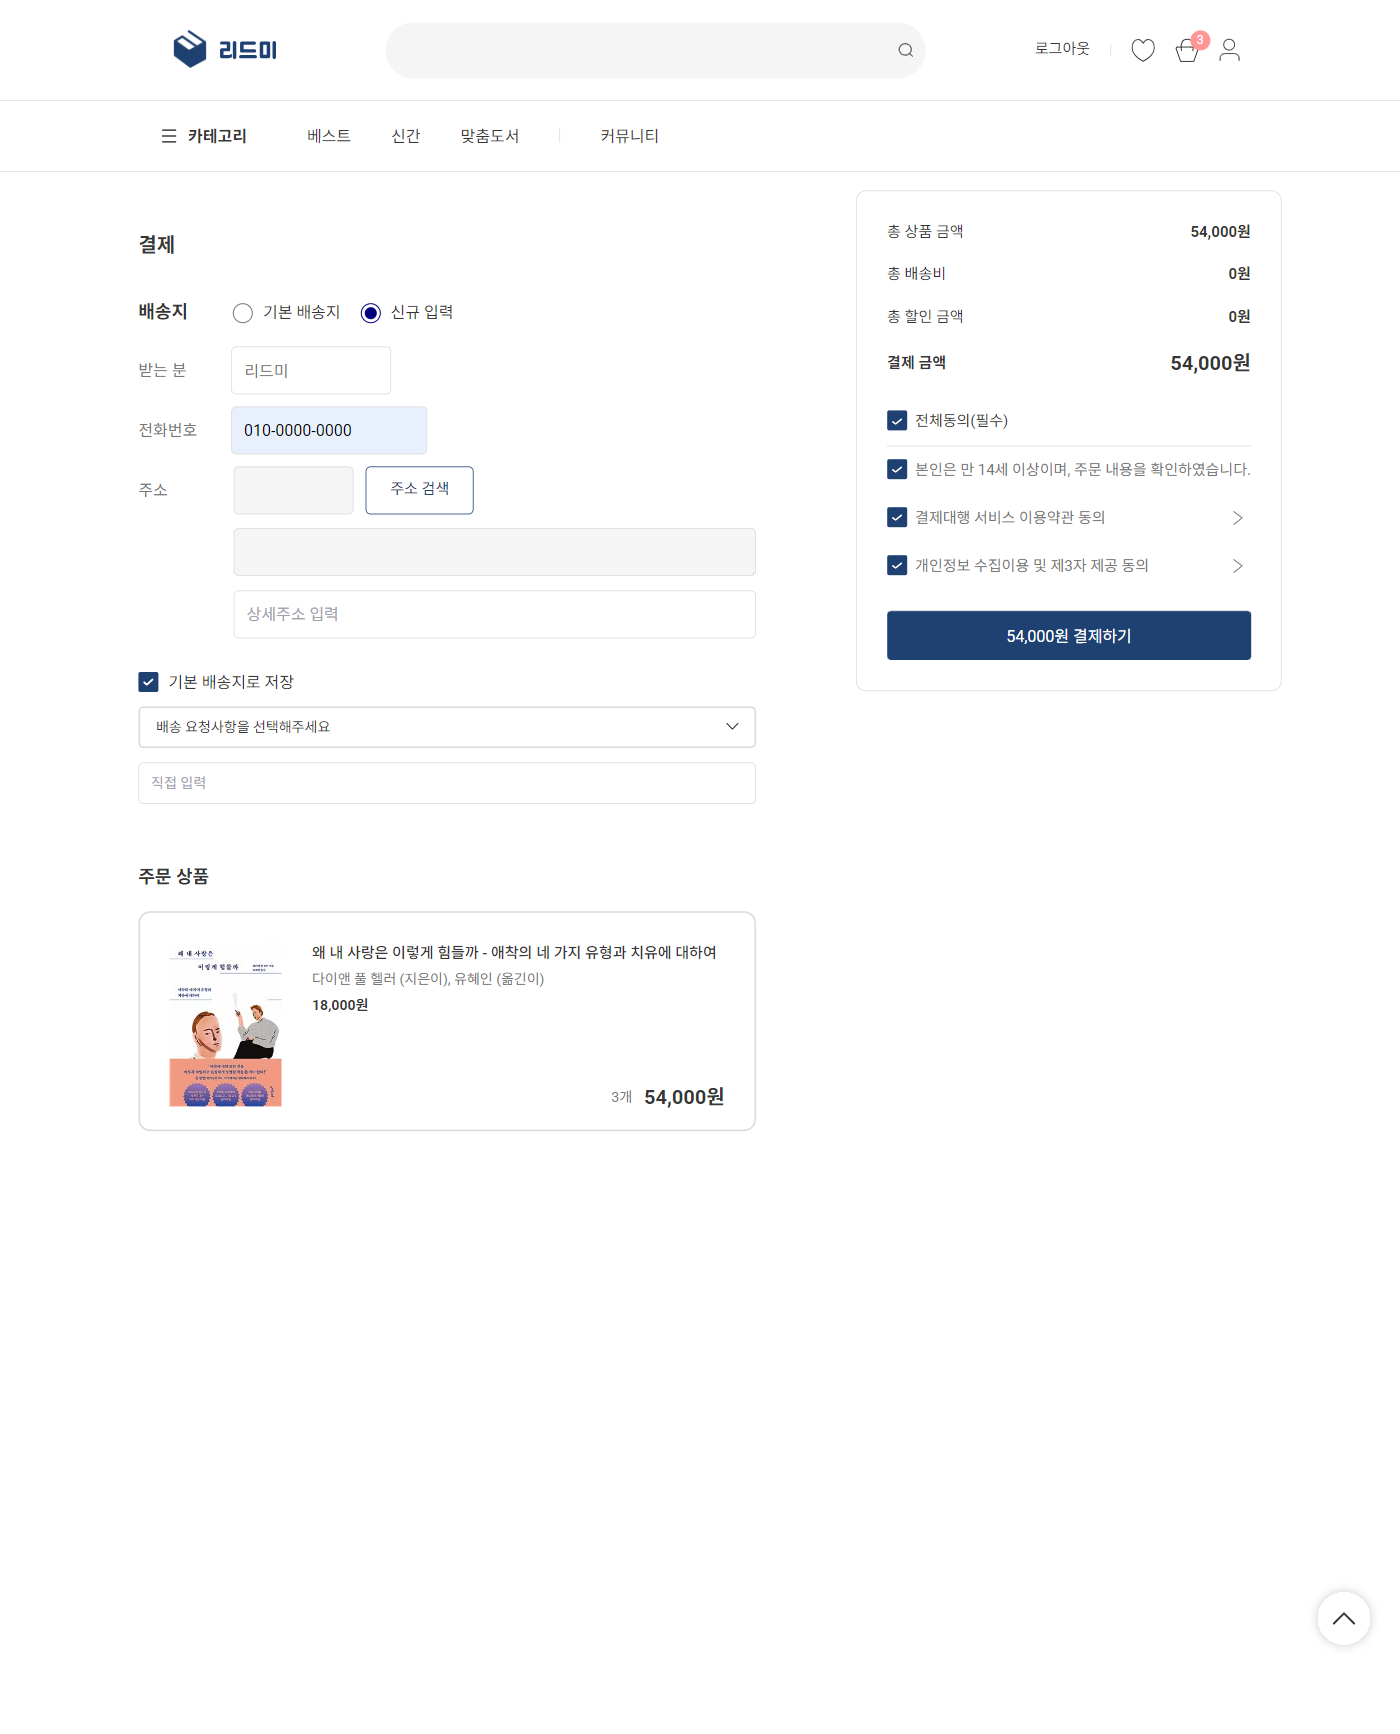 리드미
로그아웃
3
카테고리
베스트
신간
맞춤도서
커뮤니티
결제
배송지
기본 배송지
신규 입력
받는 분
리드미
전화번호
010-0000-0000
주소
주소 검색
상세주소 입력
기본 배송지로 저장
배송 요청사항을 선택해주세요
직접 입력
총 상품 금액 54,000원
총 배송비 0원
총 할인 금액 0원
결제 금액 54,000원
전체동의(필수)
본인은 만 14세 이상이며, 주문 내용을 확인하였습니다.
결제대행 서비스 이용약관 동의
개인정보 수집이용 및 제3자 제공 동의
54,000원 결제하기
주문 상품
왜 내 사랑은
이렇게 힘들까
왜 내 사랑은 이렇게 힘들까 - 애착의 네 가지 유형과 치유에 대하여
다이앤 풀 헬러 (지은이), 유혜인 (옮긴이)
18,000원
3개 54,000원